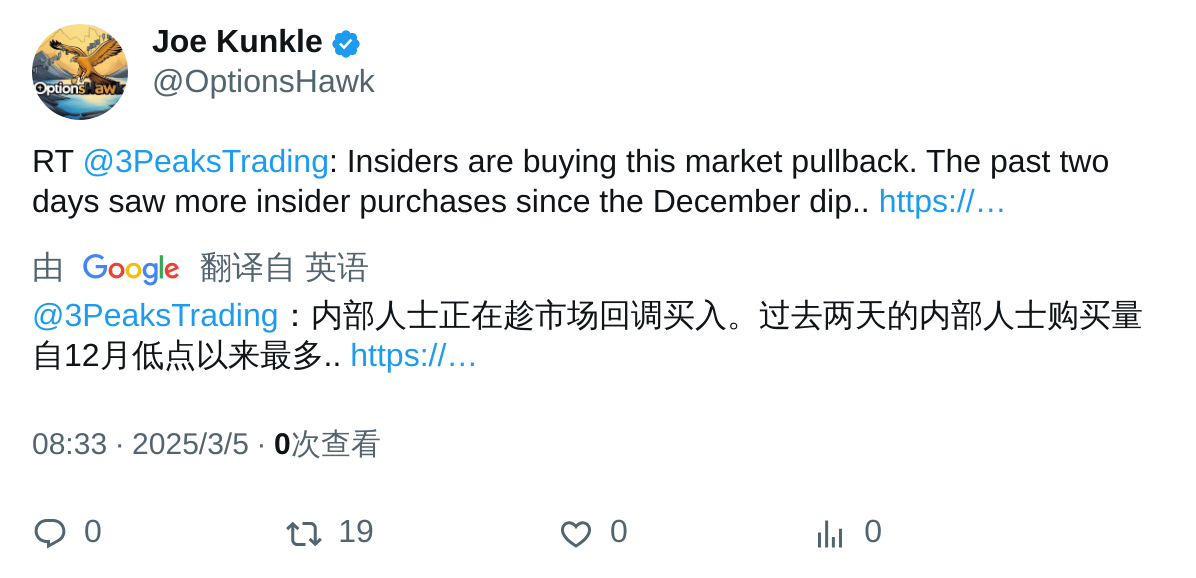 Joe Kunkle
@OptionsHawk
OptionsHawk
RT @3PeaksTrading: Insiders are buying this market pullback. The past two
days saw more insider purchases since the December dip.. https://…
由 Google 翻译自 英语
@3PeaksTrading：内部人士正在趁市场回调买入。过去两天的内部人士购买量
自12月低点以来最多.. https://…
08:33 · 2025/3/5 · 0次查看
0 19 0 0